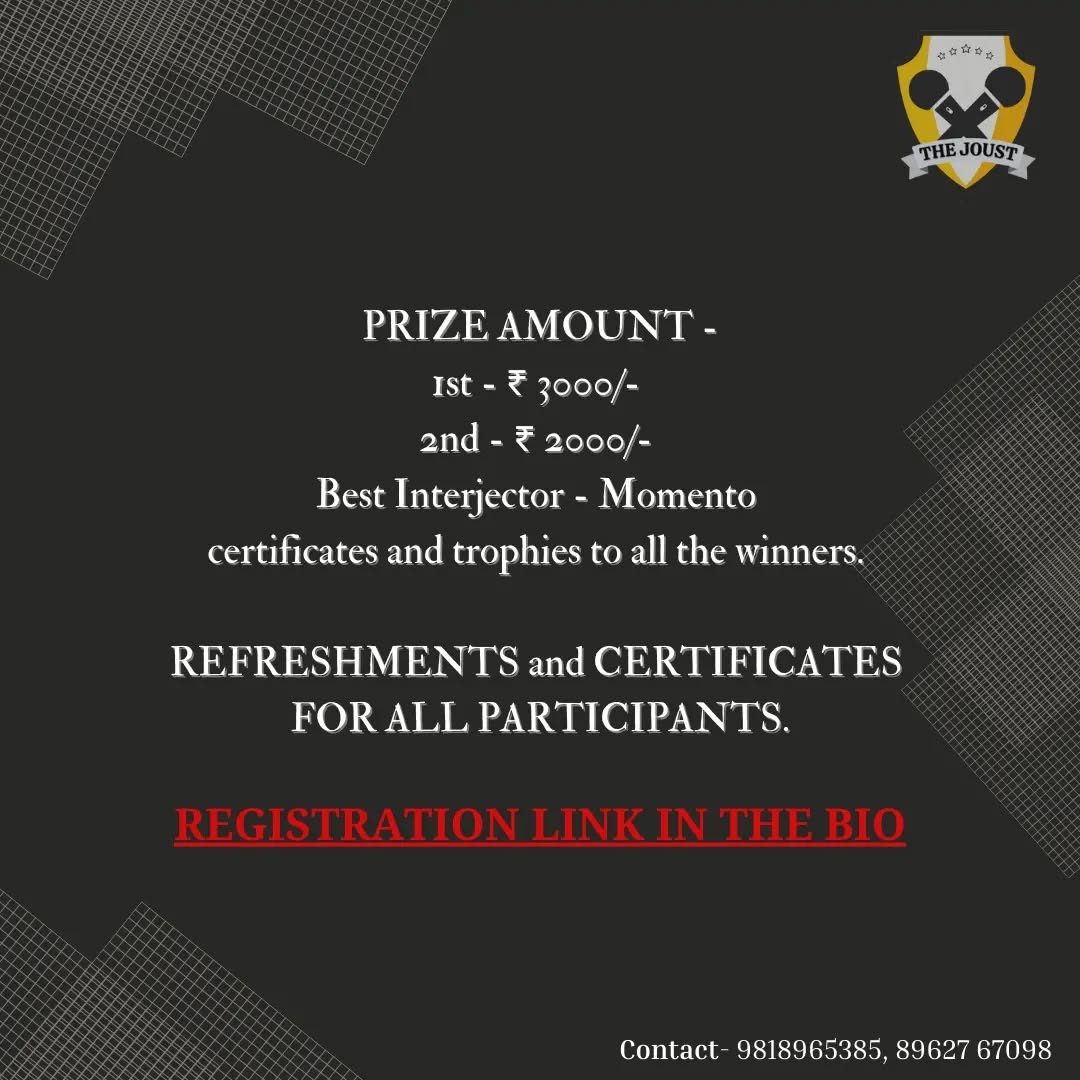 THE JOUST
PRIZE AMOUNT -
1st - ₹ 3000/-
2nd - ₹ 2000/-
Best Interjector - Momento
certificates and trophies to all the winners.
REFRESHMENTS and CERTIFICATES
FOR ALL PARTICIPANTS.
REGISTRATION LINK IN THE BIO
Contact- 9818965385, 89627 67098